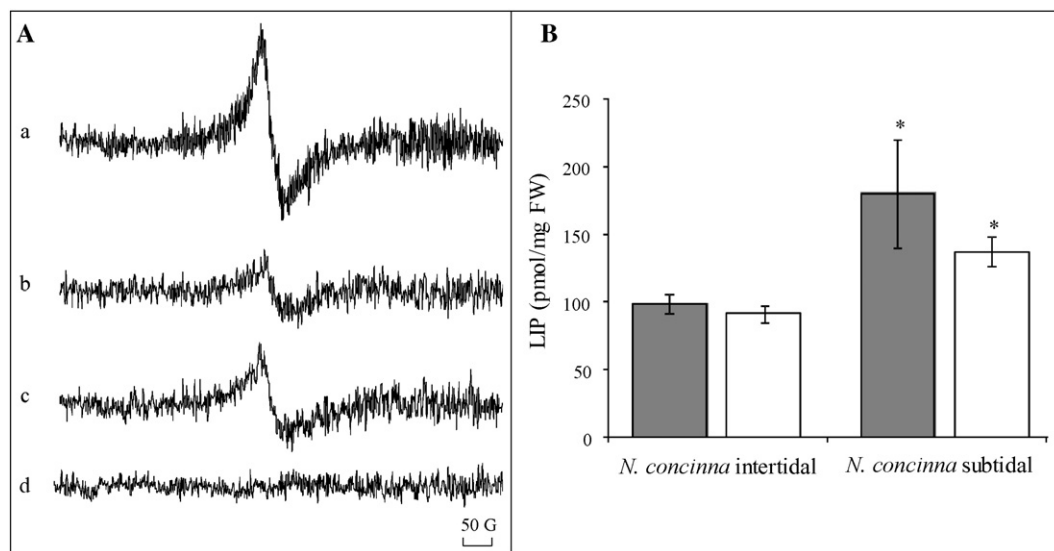 A
a
b
c
d
50 G
B
LIP (pmol/mg FW)
250
200
150
100
50
0
*
*
N. concinna intertidal
N. concinna subtidal